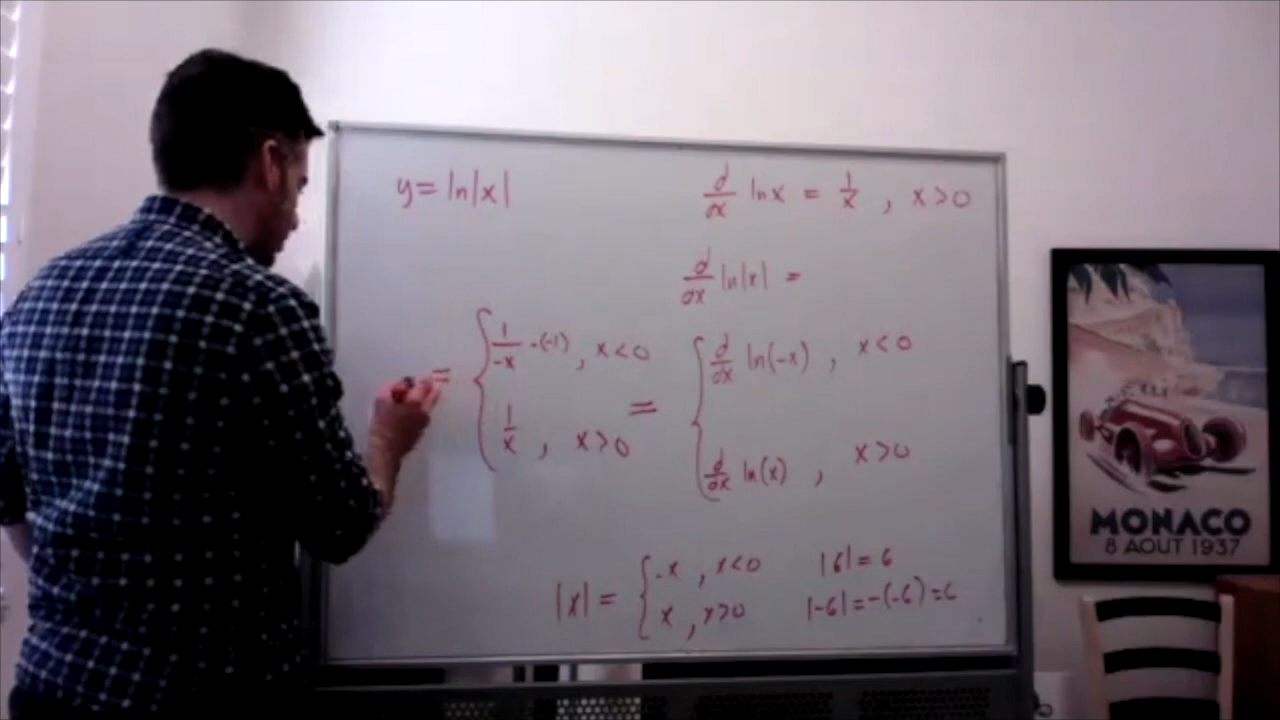 y = ln|x|
d/dx ln x = 1/x , x > 0
d/dx ln|x| =
= { 1/-x · (-1) , x < 0
1/x , x > 0
= { d/dx ln(-x) , x < 0
d/dx ln(x) , x > 0
|x| = { -x , x < 0
x , x > 0
|6| = 6
|-6| = -(-6) = 6
MONACO
8 AOUT 1937